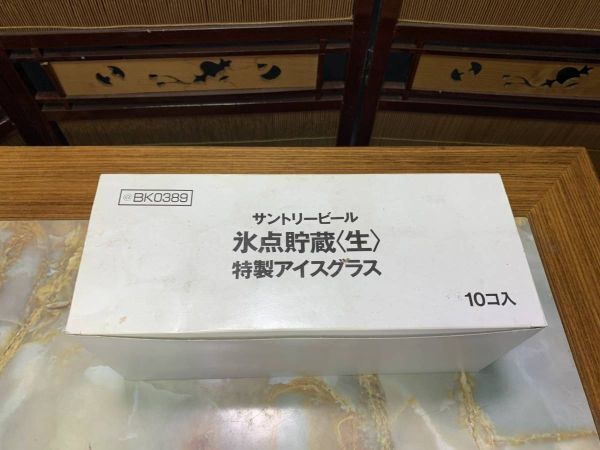 BK0389
サントリービール
氷点貯蔵〈生〉
特製アイスグラス
10コ入